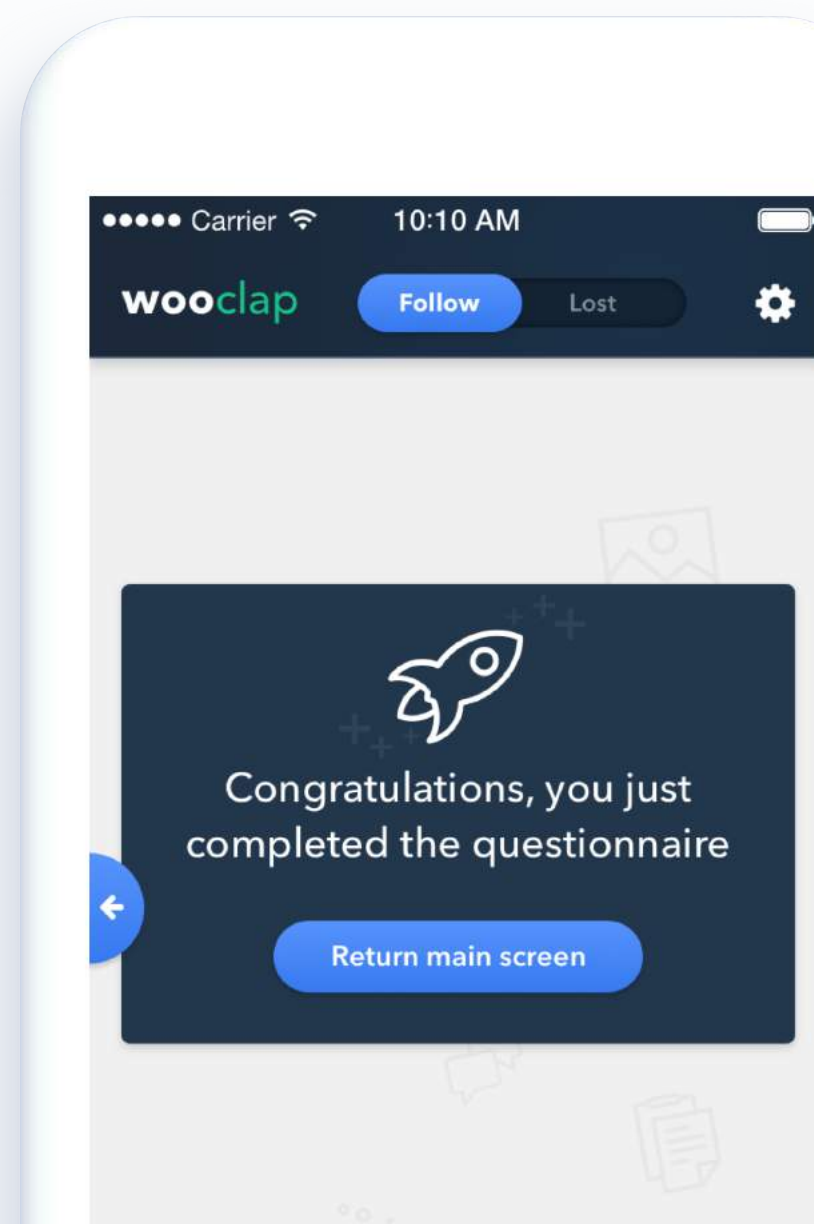 Carrier 10:10 AM
wooclap Follow Lost
Congratulations, you just
completed the questionnaire
Return main screen